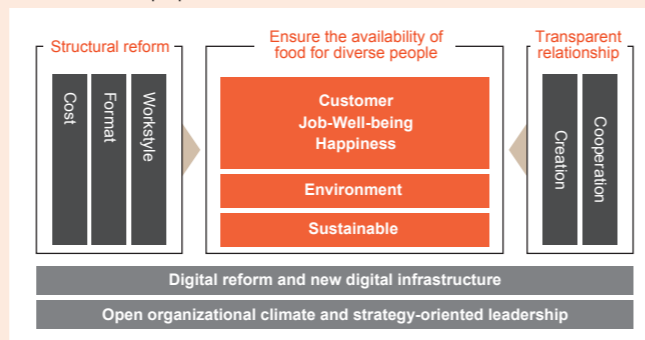 Structural reform
Cost
Format
Workstyle
Ensure the availability of
food for diverse people
Customer
Job-Well-being
Happiness
Environment
Sustainable
Transparent
relationship
Creation
Cooperation
Digital reform and new digital infrastructure
Open organizational climate and strategy-oriented leadership